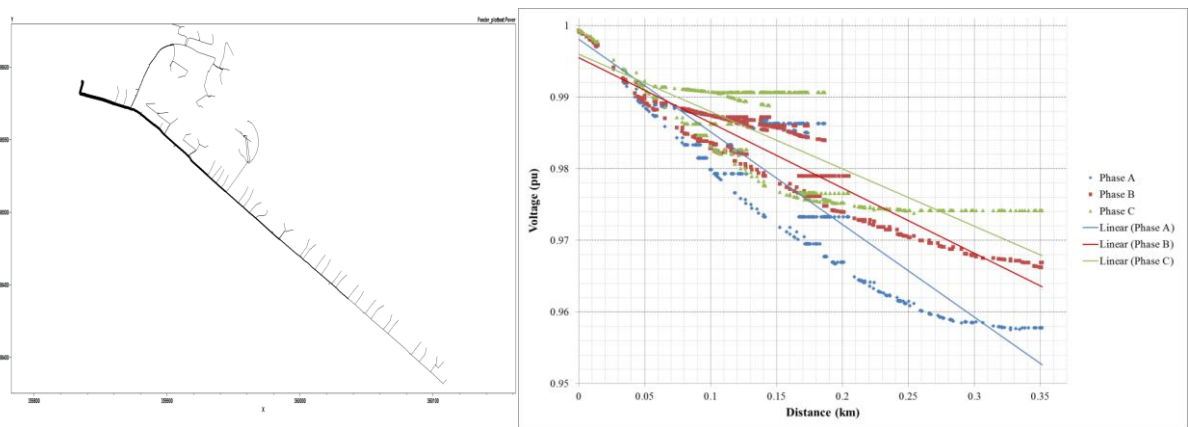 Y
Feeder_plotteat.Power
X
1
0.99
0.98
0.97
0.96
0.95
Voltage (pu)
0
0.05
0.1
0.15
0.2
0.25
0.3
0.35
Distance (km)
Phase A
Phase B
Phase C
Linear (Phase A)
Linear (Phase B)
Linear (Phase C)